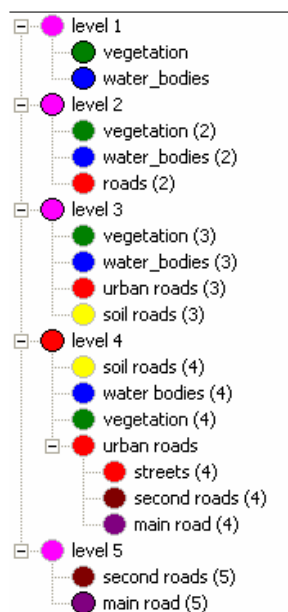 level 1
vegetation
water_bodies
level 2
vegetation (2)
water_bodies (2)
roads (2)
level 3
vegetation (3)
water_bodies (3)
urban roads (3)
soil roads (3)
level 4
soil roads (4)
water bodies (4)
vegetation (4)
urban roads
streets (4)
second roads (4)
main road (4)
level 5
second roads (5)
main road (5)